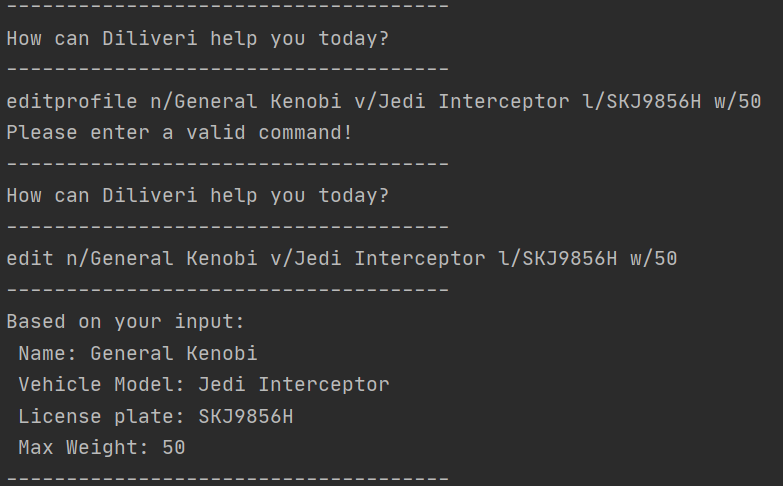 -------------------------------------
How can Diliveri help you today?
-------------------------------------
editprofile n/General Kenobi v/Jedi Interceptor l/SKJ9856H w/50
Please enter a valid command!
-------------------------------------
How can Diliveri help you today?
-------------------------------------
edit n/General Kenobi v/Jedi Interceptor l/SKJ9856H w/50
-------------------------------------
Based on your input:
 Name: General Kenobi
 Vehicle Model: Jedi Interceptor
 License plate: SKJ9856H
 Max Weight: 50
-------------------------------------